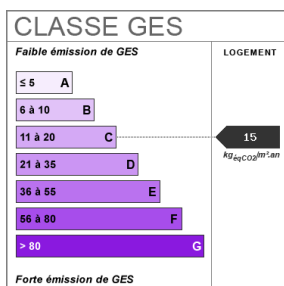 CLASSE GES
Faible émission de GES
LOGEMENT
≤ 5 A
6 à 10 B
11 à 20 C
15
kgéqCO2/m².an
21 à 35 D
36 à 55 E
56 à 80 F
> 80 G
Forte émission de GES